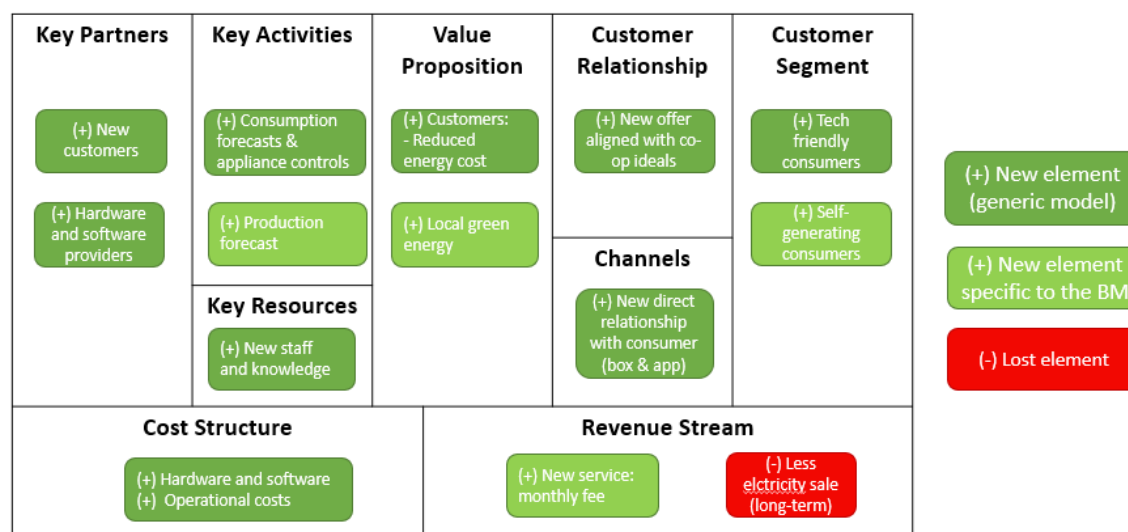 Key Partners
(+) New
customers
(+) Hardware
and software
providers
Key Activities
(+) Consumption
forecasts &
appliance controls
(+) Production
forecast
Key Resources
(+) New staff
and knowledge
Value
Proposition
(+) Customers:
- Reduced
energy cost
(+) Local green
energy
Customer
Relationship
(+) New offer
aligned with co-
op ideals
Channels
(+) New direct
relationship
with consumer
(box & app)
Customer
Segment
(+) Tech
friendly
consumers
(+) Self-
generating
consumers
Cost Structure
(+) Hardware and software
(+) Operational costs
Revenue Stream
(+) New service:
monthly fee
(-) Less
elctricity sale
(long-term)
(+) New element
(generic model)
(+) New element
specific to the BM
(-) Lost element